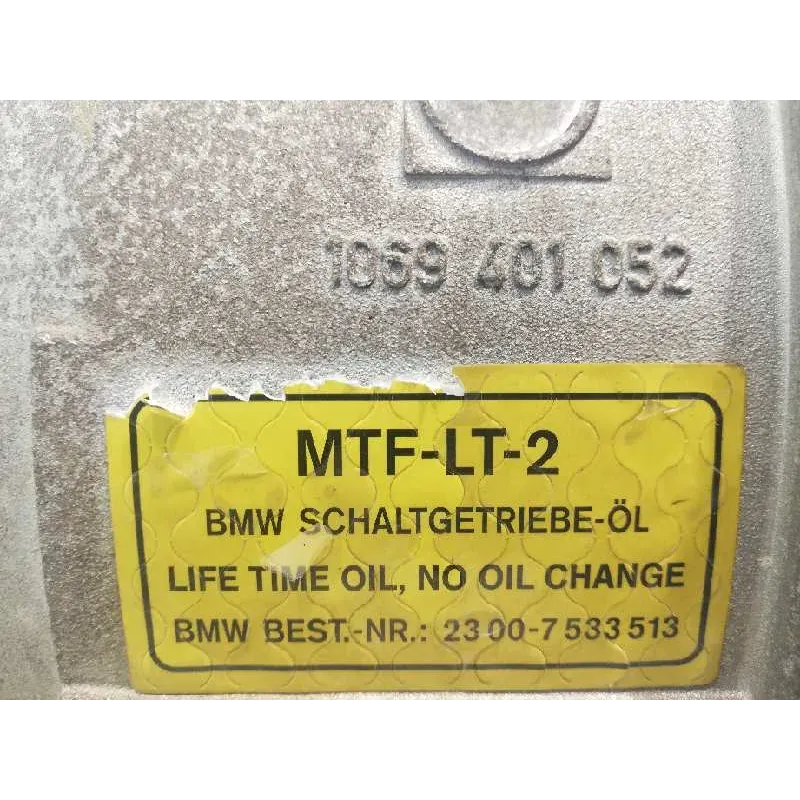 1069 401 052
MTF-LT-2
BMW SCHALTGETRIEBE-ÖL
LIFE TIME OIL, NO OIL CHANGE
BMW BEST.-NR.: 23 00-7 533 513